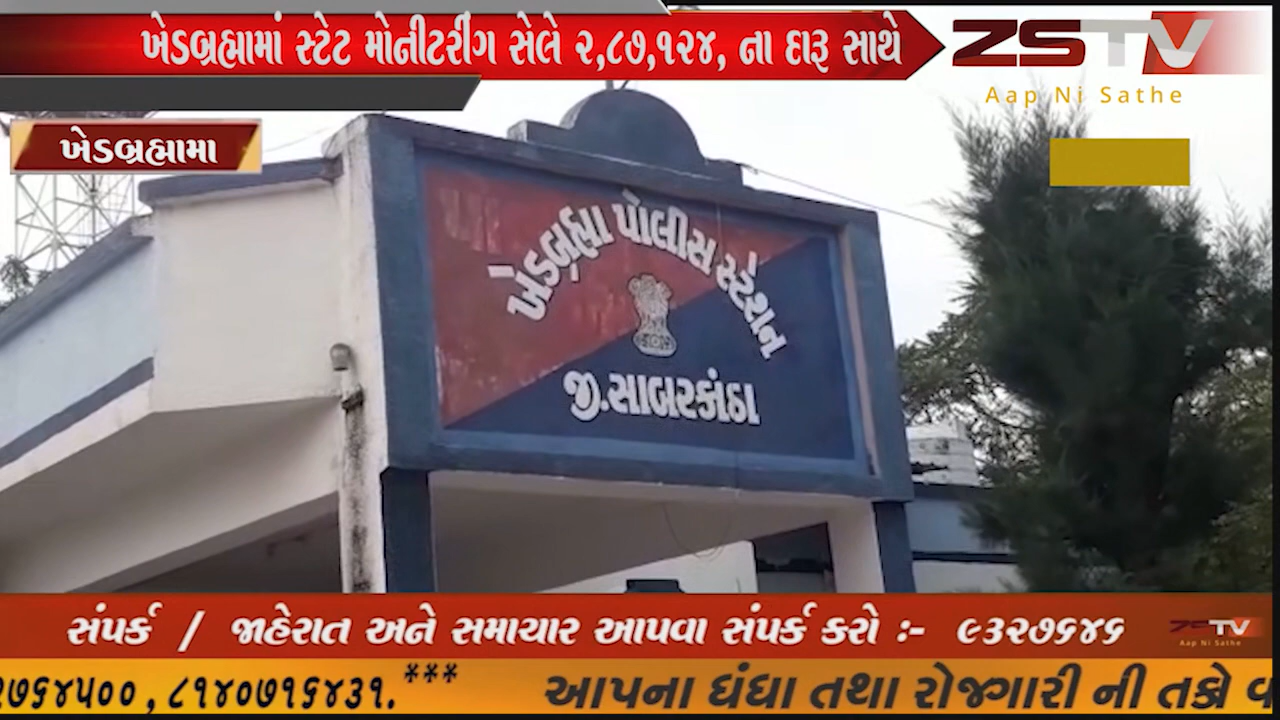 ખેડબ્રહ્મામાં સ્ટેટ મોનીટરીંગ સેલે ૨,૮૭,૧૨૪, ના દારૂ સાથે
ZSTV
Aap Ni Sathe
ખેડબ્રહ્મામા
ખેડબ્રહ્મા પોલીસ સ્ટેશન
જી.સાબરકાંઠા
સંપર્ક / જાહેરાત અને સમાચાર આપવા સંપર્ક કરો :- ૯૩૨૭૬૪૬
ZSTV
Aap Ni Sathe
૨૭૬૪૫૦૦, ૮૧૪૦૭૧૬૪૩૧.*** આપના ધંધા તથા રોજગારી ની તકો